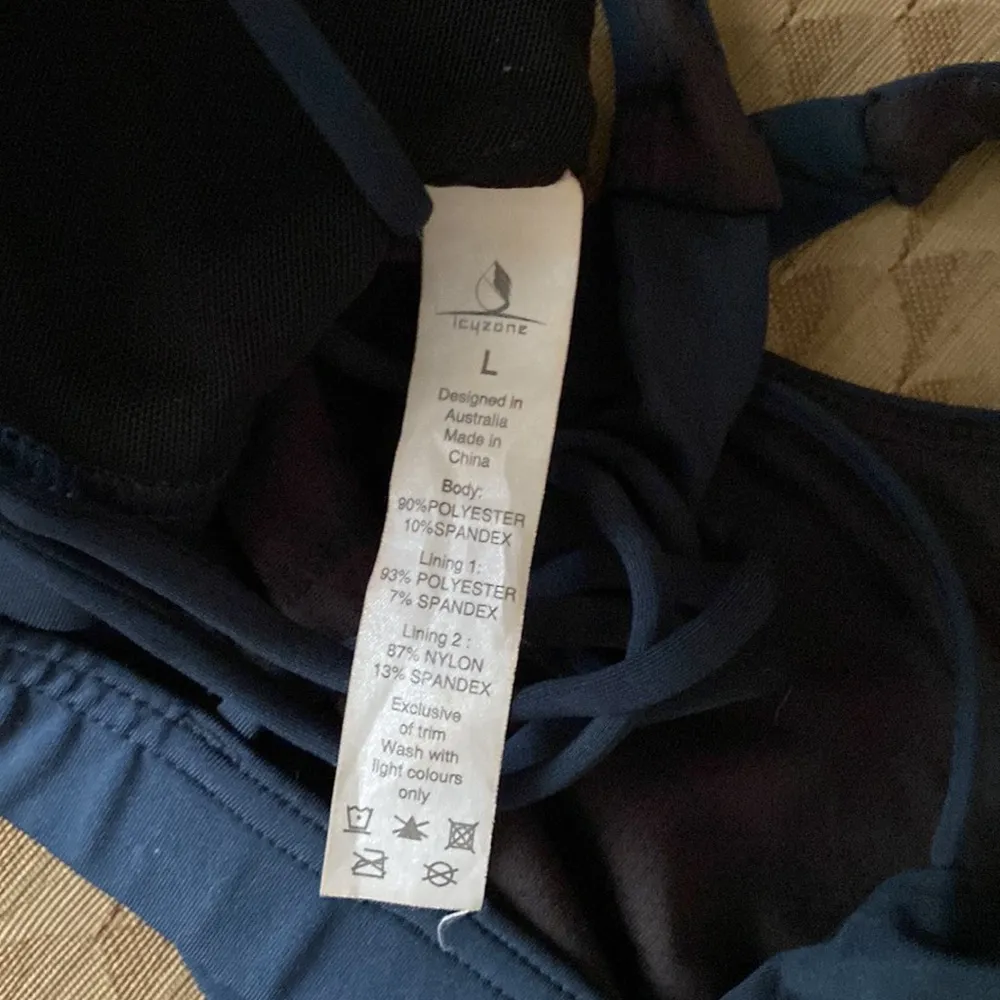 icyzone
L
Designed in
Australia
Made in
China
Body:
90%POLYESTER
10%SPANDEX
Lining 1:
93% POLYESTER
7% SPANDEX
Lining 2 :
87% NYLON
13% SPANDEX
Exclusive
of trim
Wash with
light colours
only